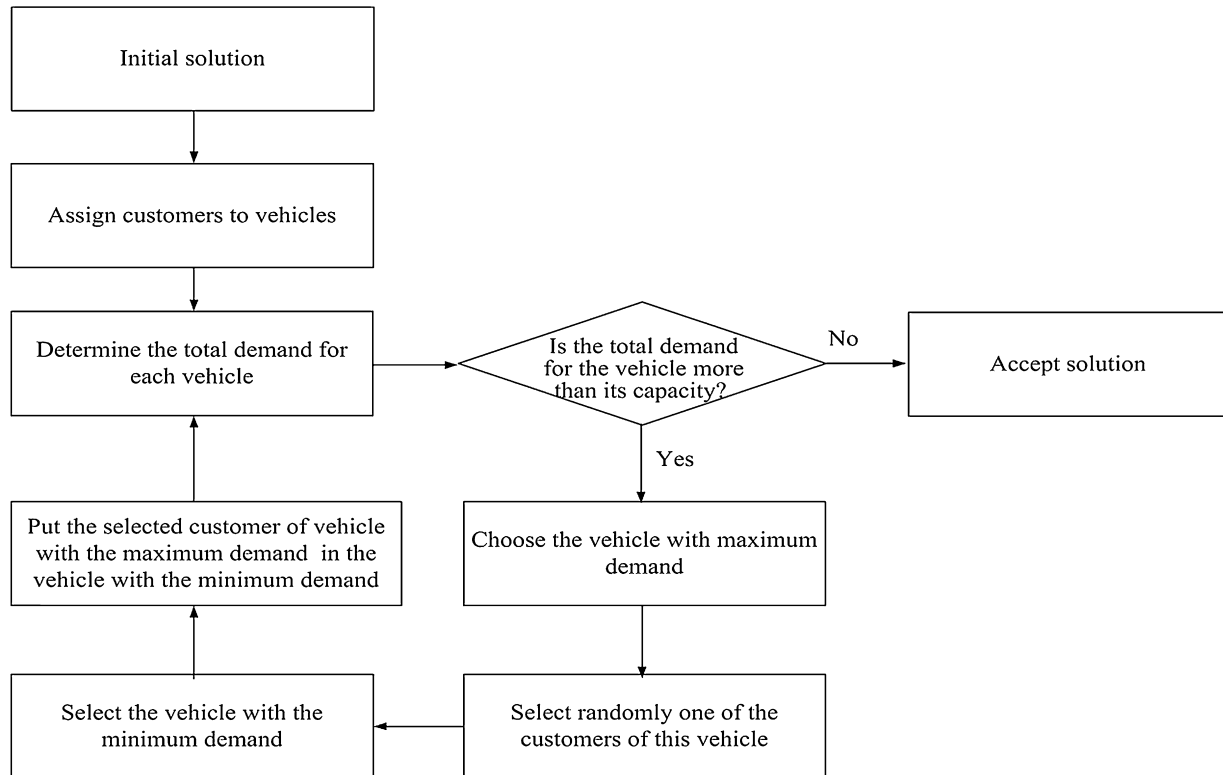 Initial solution
Assign customers to vehicles
Determine the total demand for
each vehicle
Is the total demand
for the vehicle more
than its capacity?
No
Accept solution
Yes
Choose the vehicle with maximum
demand
Select randomly one of the
customers of this vehicle
Select the vehicle with the
minimum demand
Put the selected customer of vehicle
with the maximum demand in the
vehicle with the minimum demand